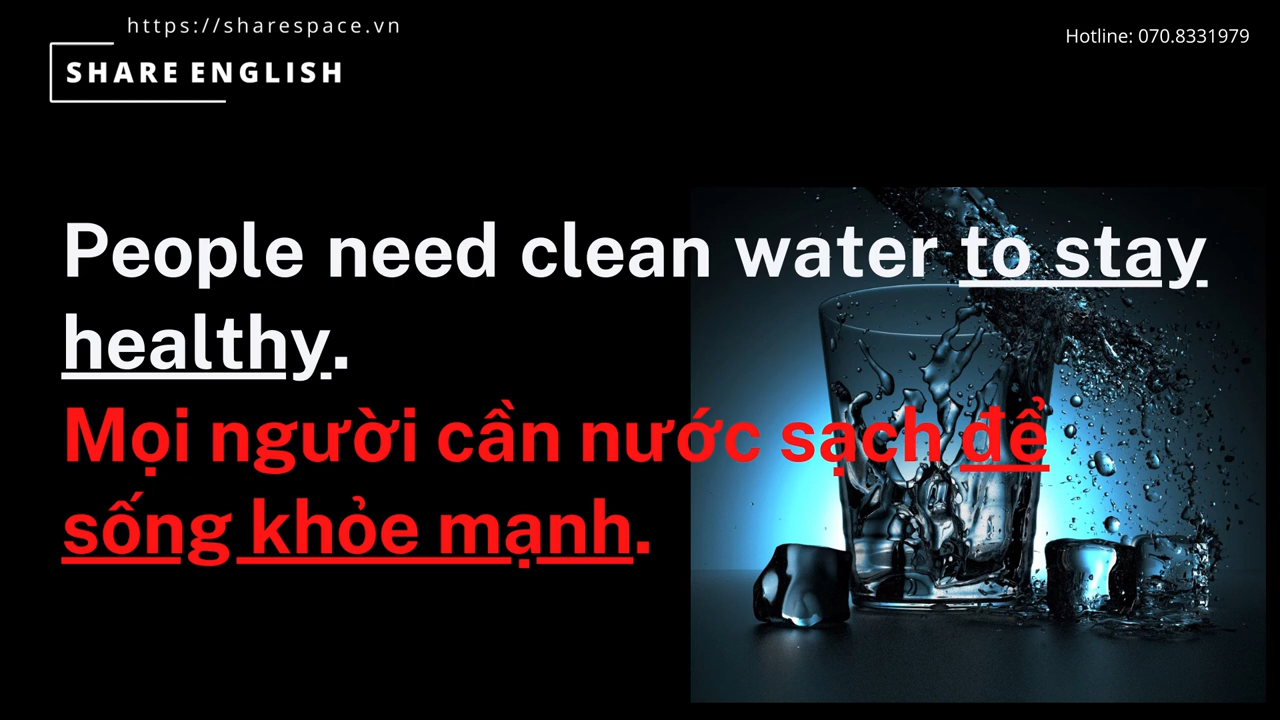 https://sharespace.vn
Hotline: 070.8331979
SHARE ENGLISH
People need clean water to stay
healthy.
Mọi người cần nước sạch để
sống khỏe mạnh.